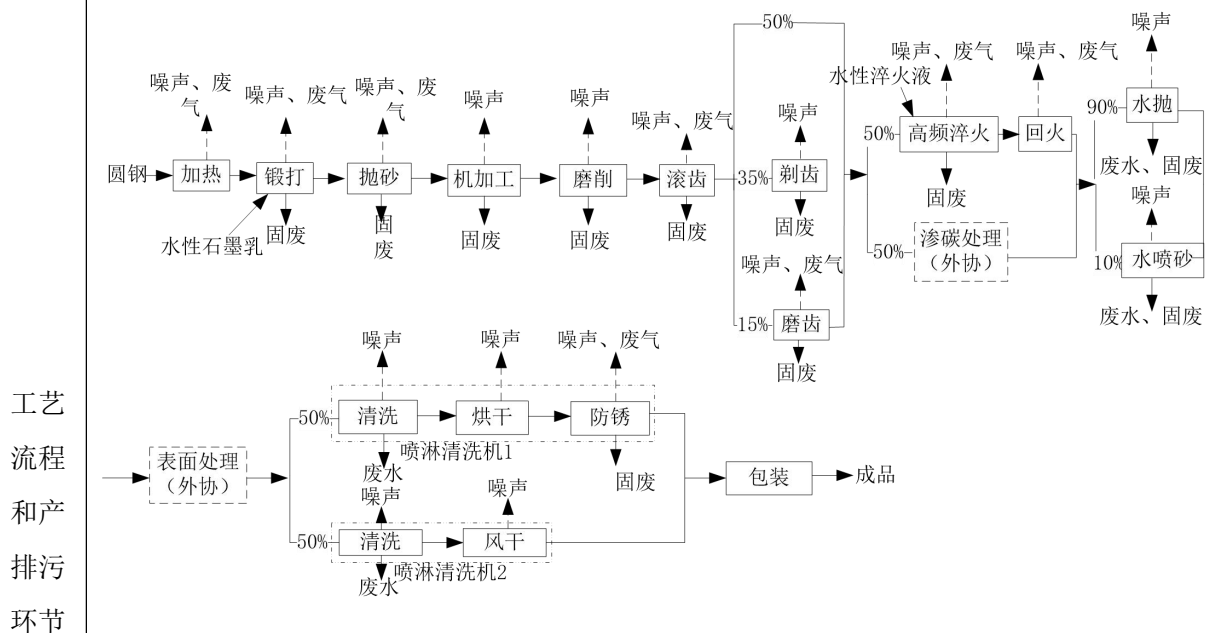 工艺
流程
和产
排污
环节
圆钢
加热
噪声、废
气
锻打
噪声、废气
水性石墨乳
固废
抛砂
噪声、废
气
固
废
机加工
噪声
固废
磨削
噪声
固废
滚齿
噪声、废气
固废
50%
35%
剃齿
噪声
固废
15%
磨齿
噪声、废气
固废
50%
水性淬火液
高频淬火
噪声、废气
固废
回火
噪声、废气
50%
渗碳处理
(外协)
90%
水抛
噪声
废水、固废
10%
水喷砂
噪声
废水、固废
表面处理
(外协)
50%
清洗
噪声
废水
烘干
噪声
防锈
噪声、废气
固废
喷淋清洗机1
50%
清洗
噪声
废水
风干
噪声
喷淋清洗机2
包装
成品